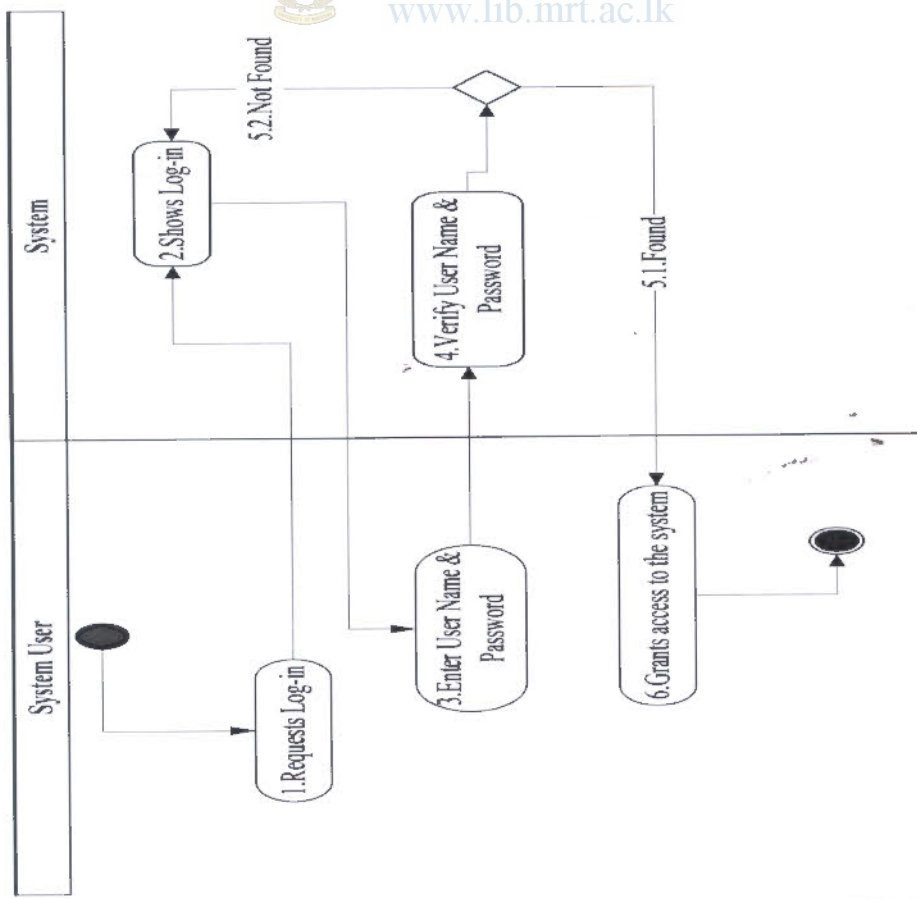 www.lib.mrt.ac.lk
System User
System
1.Requests Log-in
2.Shows Log-in
3.Enter User Name &
Password
4.Verify User Name &
Password
5.2.Not Found
5.1.Found
6.Grants access to the system